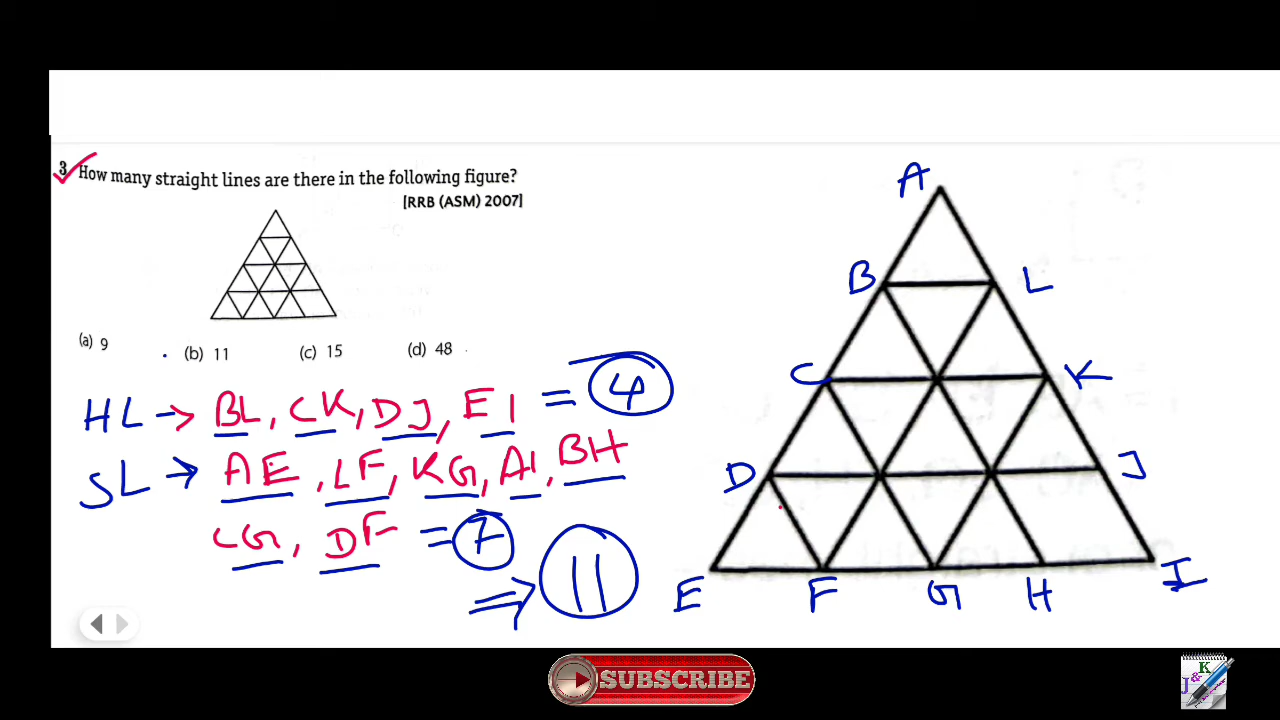 3 How many straight lines are there in the following figure?
[RRB (ASM) 2007]
(a) 9 (b) 11 (c) 15 (d) 48
HL → BL, CK, DJ, EI = 4
SL → AE, LF, KG, AI, BH
CG, DF = 7
⇒ 11
A
B L
C K
D J
E F G H I
SUBSCRIBE
J & K